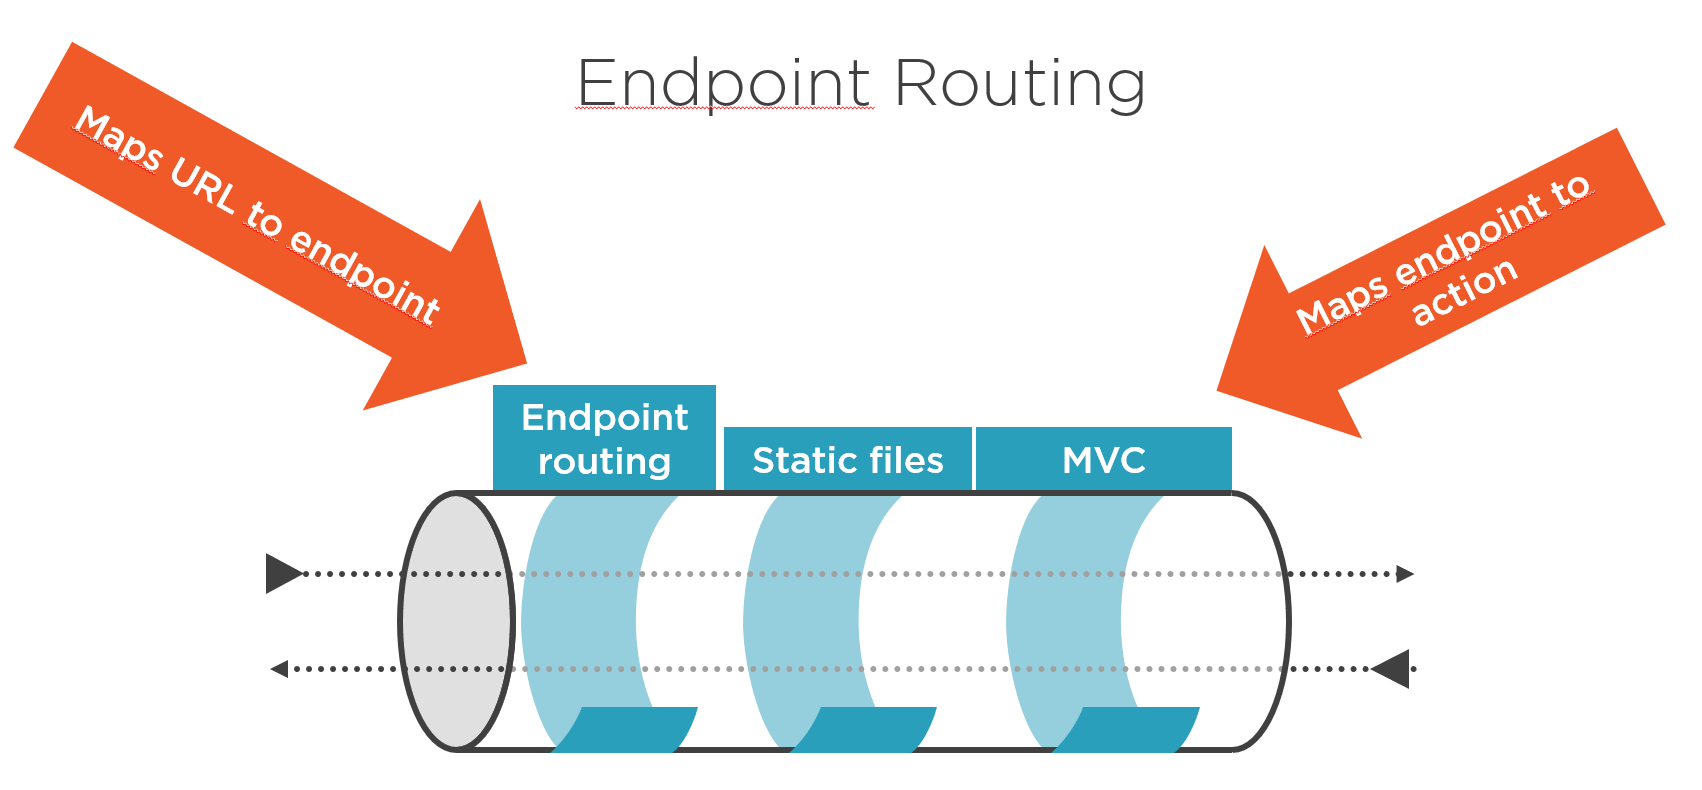 Endpoint Routing
Maps URL to endpoint
Maps endpoint to
action
Endpoint
routing
Static files
MVC